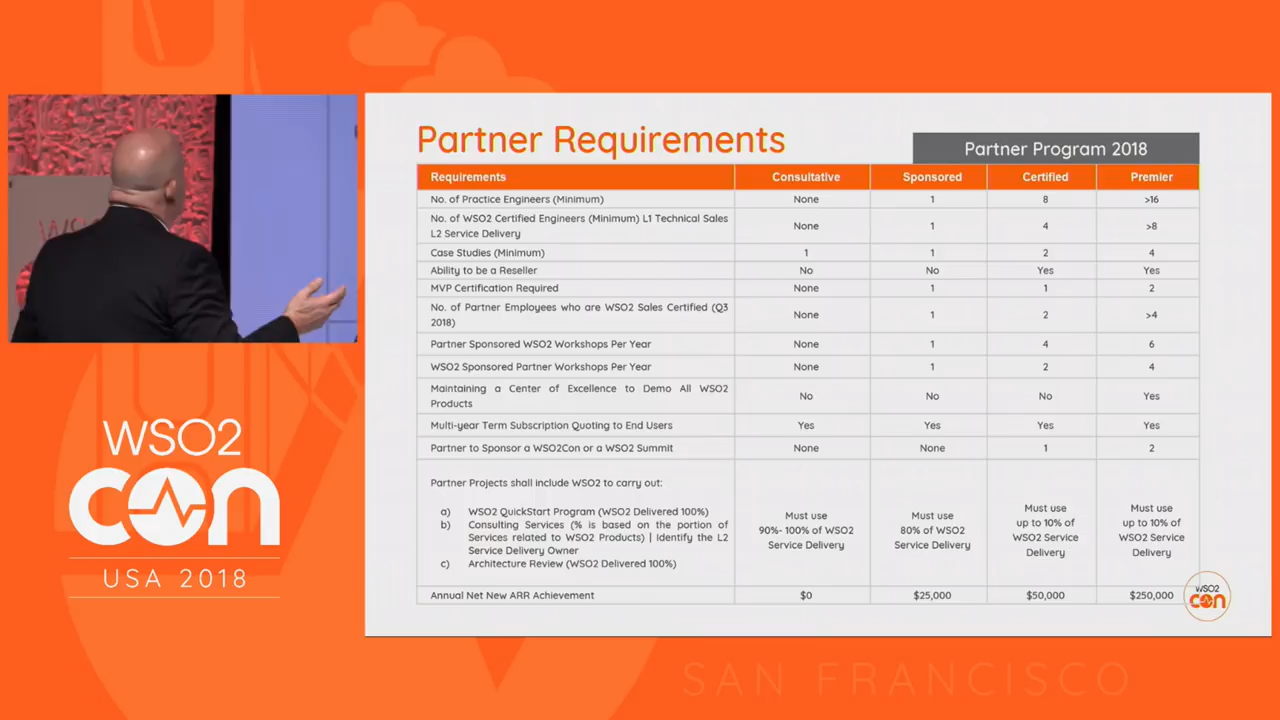 Partner Requirements
Partner Program 2018
Requirements Consultative Sponsored Certified Premier
No. of Practice Engineers (Minimum) None 1 8 >16
No. of WSO2 Certified Engineers (Minimum) L1 Technical Sales
L2 Service Delivery None 1 4 >8
Case Studies (Minimum) 1 1 2 4
Ability to be a Reseller No No Yes Yes
MVP Certification Required None 1 1 2
No. of Partner Employees who are WSO2 Sales Certified (Q3
2018) None 1 2 >4
Partner Sponsored WSO2 Workshops Per Year None 1 4 6
WSO2 Sponsored Partner Workshops Per Year None 1 2 4
Maintaining a Center of Excellence to Demo All WSO2
Products No No No Yes
Multi-year Term Subscription Quoting to End Users Yes Yes Yes Yes
Partner to Sponsor a WSO2Con or a WSO2 Summit None None 1 2
Partner Projects shall include WSO2 to carry out:
a) WSO2 QuickStart Program (WSO2 Delivered 100%)
b) Consulting Services (% is based on the portion of
Services related to WSO2 Products) | Identify the L2
Service Delivery Owner
c) Architecture Review (WSO2 Delivered 100%)
Must use
90%- 100% of WSO2
Service Delivery
Must use
80% of WSO2
Service Delivery
Must use
up to 10% of
WSO2 Service
Delivery
Must use
up to 10% of
WSO2 Service
Delivery
Annual Net New ARR Achievement $0 $25,000 $50,000 $250,000
WSO2
con
WSO2
con
USA 2018
SAN FRANCISCO